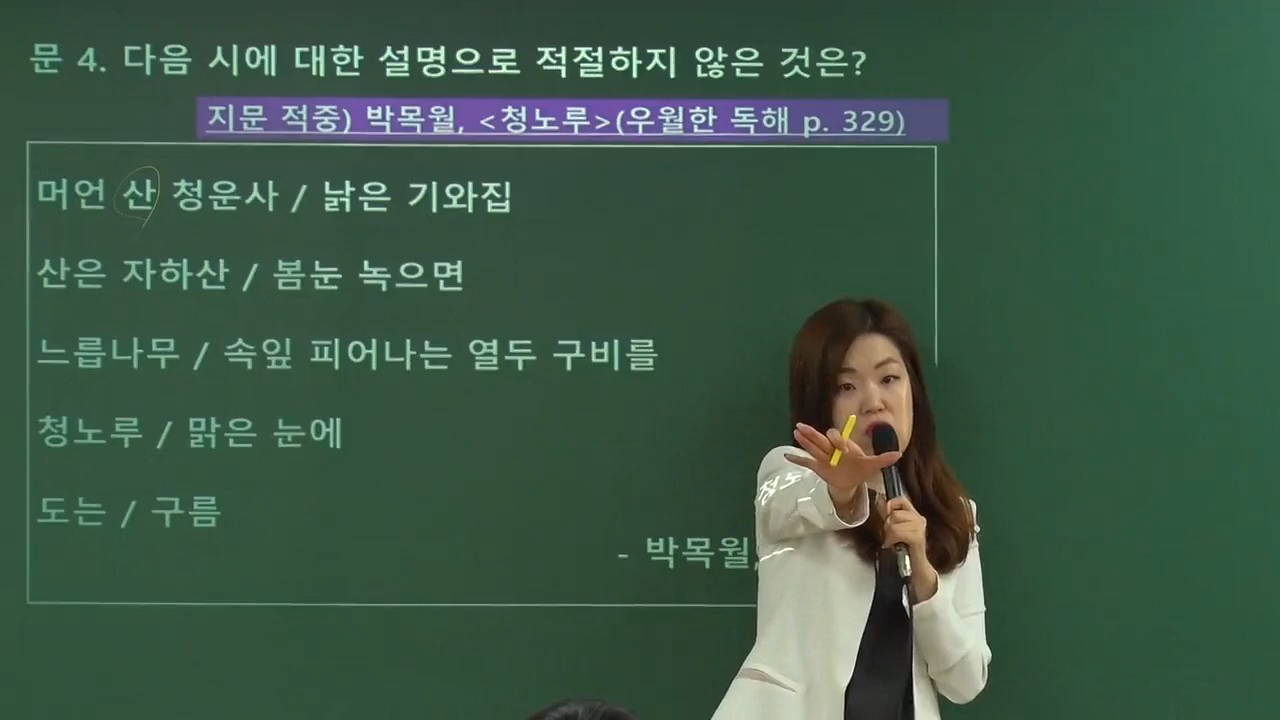 문 4. 다음 시에 대한 설명으로 적절하지 않은 것은?
지문 적중) 박목월, <청노루>(우월한 독해 p. 329)
머언 산 청운사 / 낡은 기와집
산은 자하산 / 봄눈 녹으면
느릅나무 / 속잎 피어나는 열두 구비를
청노루 / 맑은 눈에
도는 / 구름
- 박목월,
청노